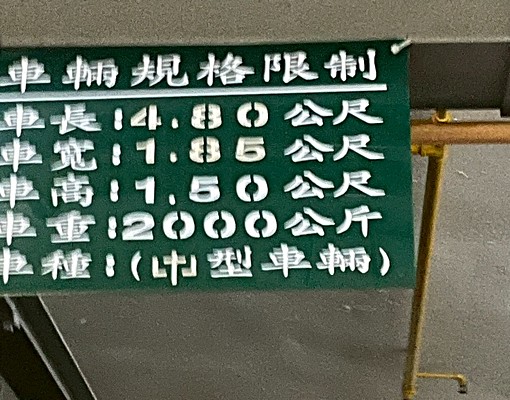 車輛規格限制
車長:4.80公尺
車宽:1.85公尺
車高:1.50公尺
車重:2000公斤
車種:(中型車輛)